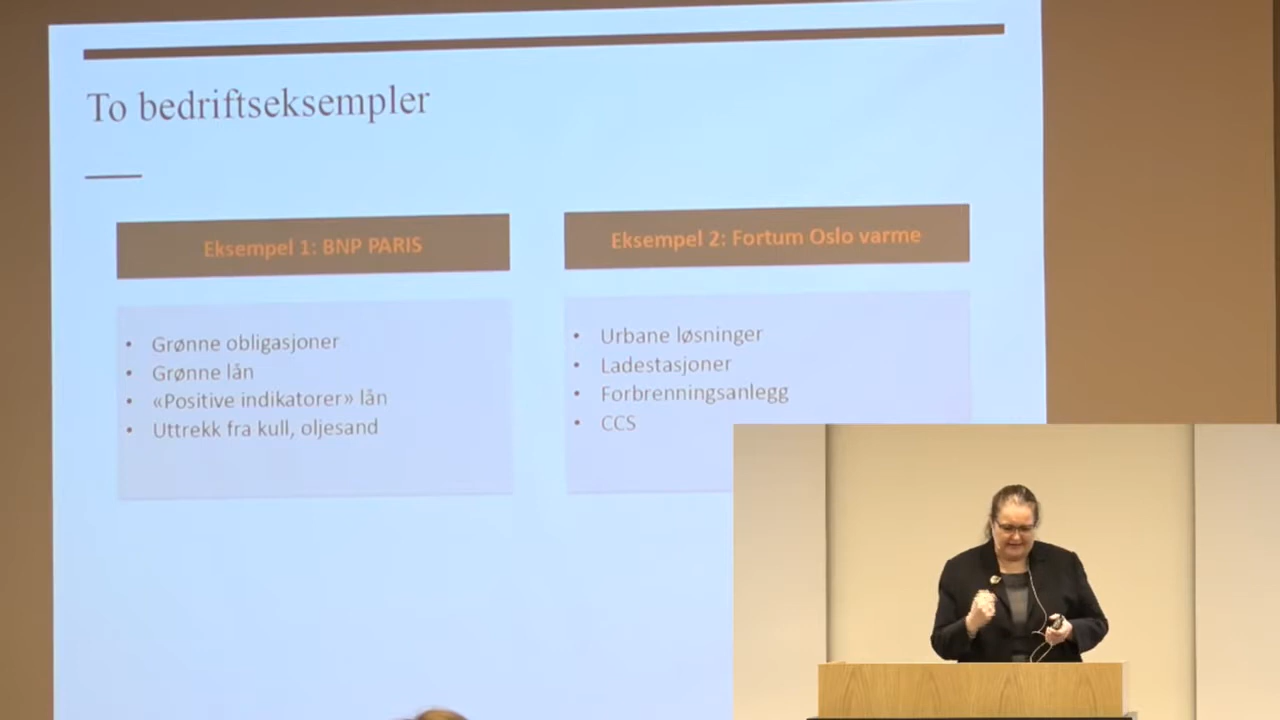 To bedriftseksempler
Eksempel 1: BNP PARIS
Grønne obligasjoner
Grønne lån
«Positive indikatorer» lån
Uttrekk fra kull, oljesand
Eksempel 2: Fortum Oslo varme
Urbane løsninger
Ladestasjoner
Forbrenningsanlegg
CCS